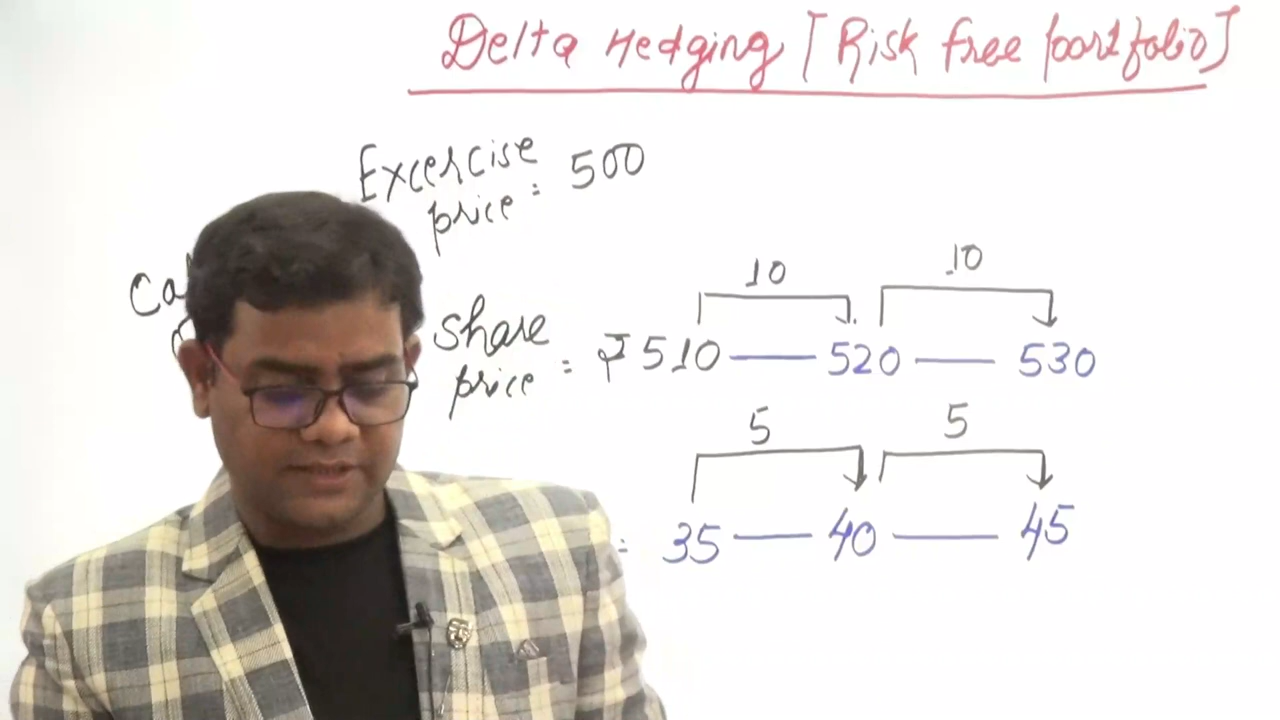 Delta Hedging [Risk free portfolio]
Excercise
price = 500
10 10
share
price = ₹510 — 520 — 530
5 5
= 35 — 40 — 45